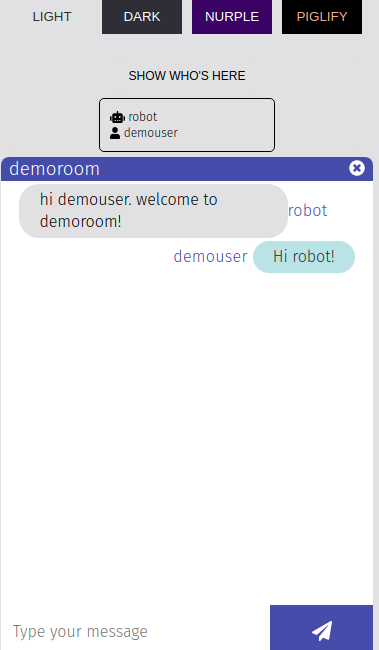 LIGHT DARK NURPLE PIGLIFY
SHOW WHO'S HERE
robot
demouser
demoroom
hi demouser. welcome to
demoroom!
robot
demouser Hi robot!
Type your message